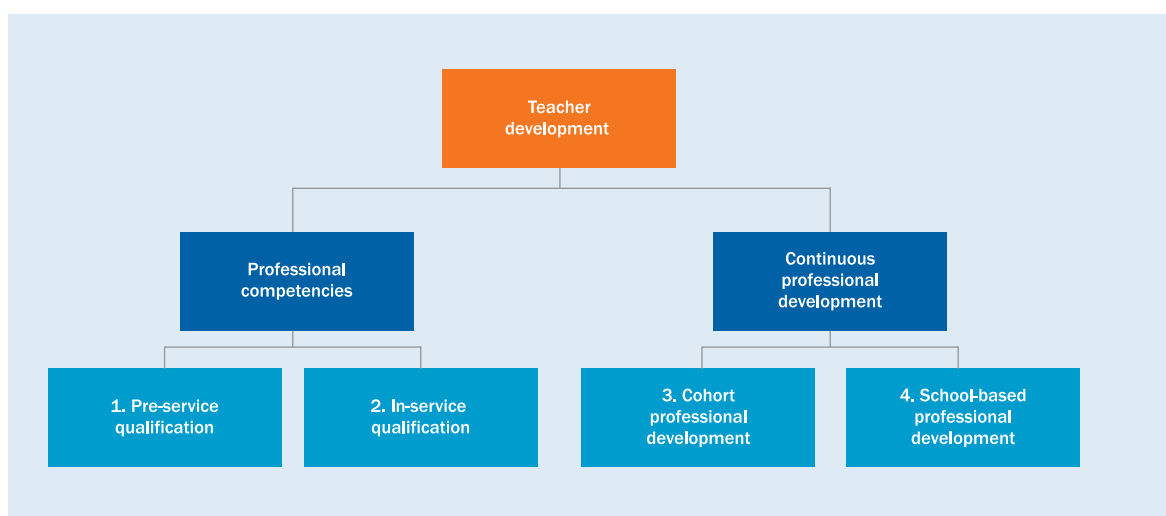 Teacher
development
Professional
competencies
Continuous
professional
development
1. Pre-service
qualification
2. In-service
qualification
3. Cohort
professional
development
4. School-based
professional
development